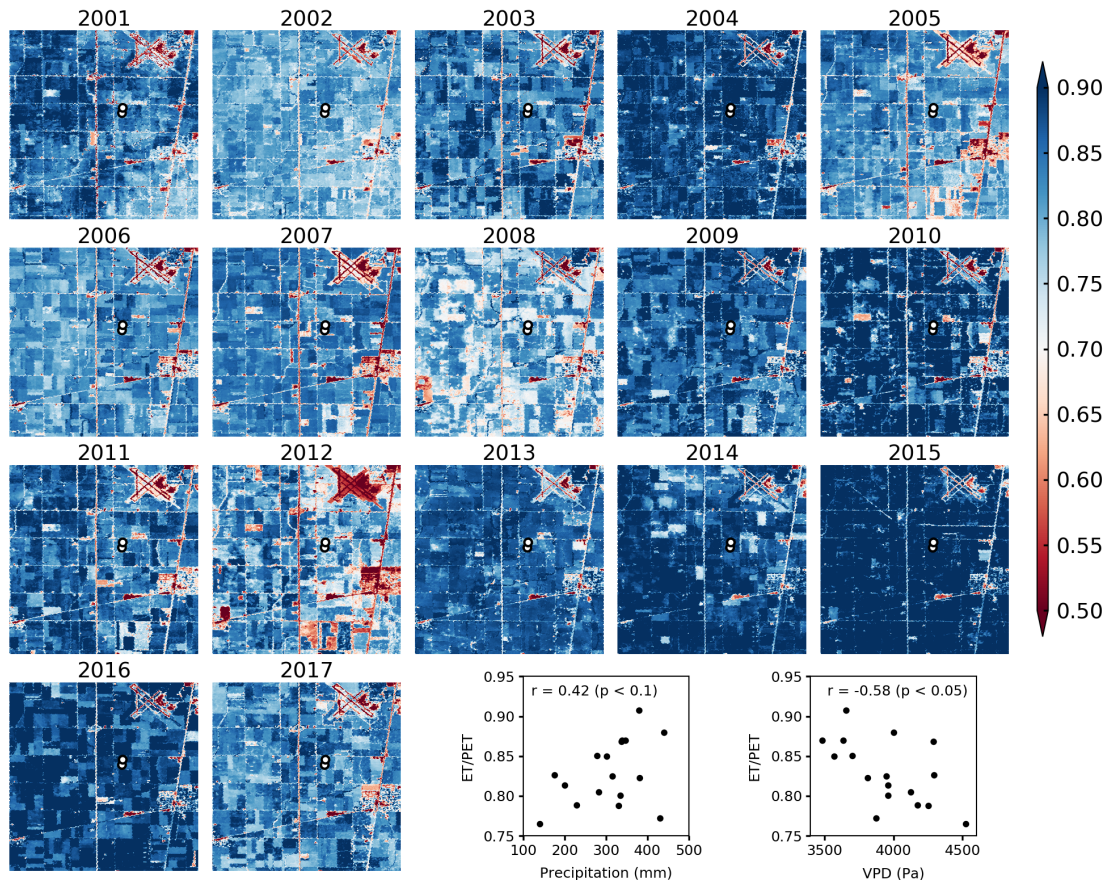 2001 2002 2003 2004 2005
0.90
0.85
0.80
0.75
0.70
0.65
0.60
0.55
0.50
2006 2007 2008 2009 2010
2011 2012 2013 2014 2015
2016 2017
0.95
0.90
0.85
0.80
0.75
ET/PET
r = 0.42 (p < 0.1)
100 200 300 400 500
Precipitation (mm)
0.95
0.90
0.85
0.80
0.75
ET/PET
r = -0.58 (p < 0.05)
3500 4000 4500
VPD (Pa)